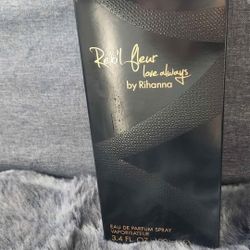 Reb'l fleur
love always
by Rihanna
EAU DE PARFUM SPRAY
VAPORISATEUR
3.4 FL. OZ